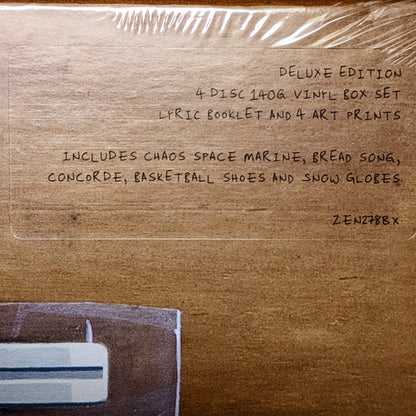 DELUXE EDITION
4 DISC 140G VINYL BOX SET
LYRIC BOOKLET AND 4 ART PRINTS
INCLUDES CHAOS SPACE MARINE, BREAD SONG,
CONCORDE, BASKETBALL SHOES AND SNOW GLOBES
ZEN278BX